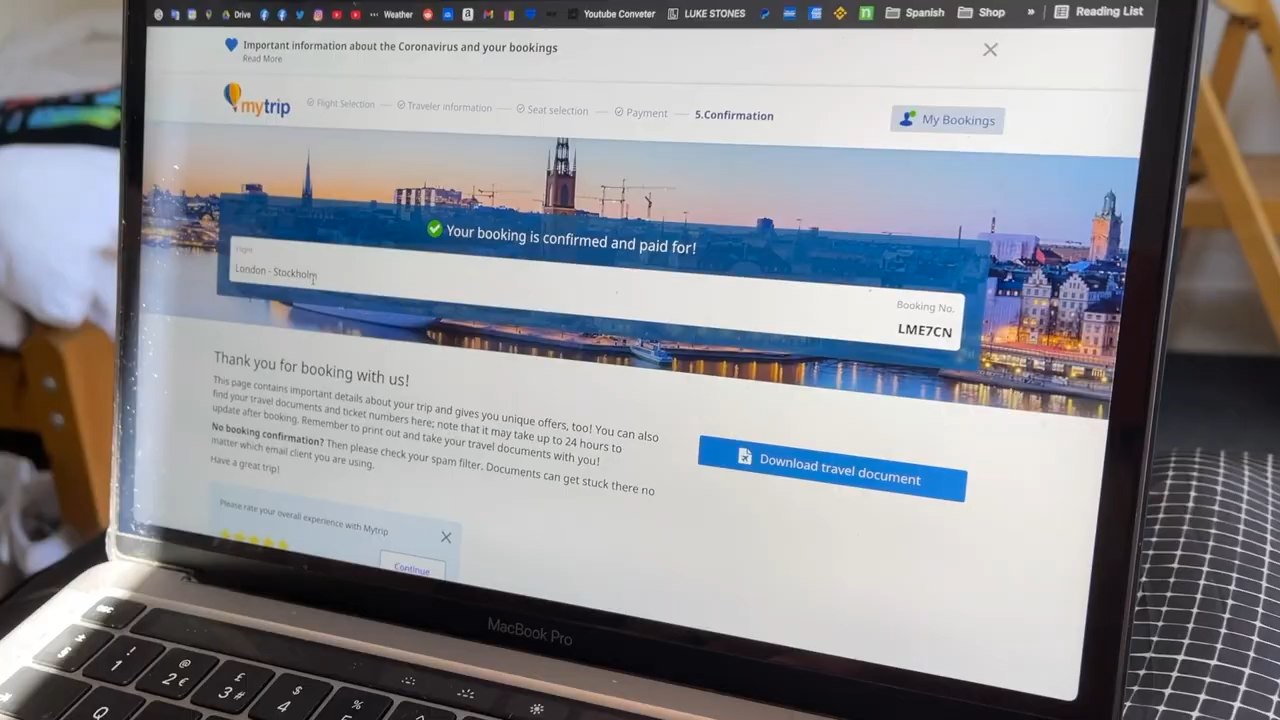 Drive
Weather
Youtube Conveter
LUKE STONES
Spanish
Shop
»
Reading List
Important information about the Coronavirus and your bookings
Read More
mytrip
Flight Selection
Traveler information
Seat selection
Payment
5.Confirmation
My Bookings
Your booking is confirmed and paid for!
Flight
London - Stockholm
Booking No.
LME7CN
Thank you for booking with us!
This page contains important details about your trip and gives you unique offers, too! You can also
find your travel documents and ticket numbers here; note that it may take up to 24 hours to
update after booking. Remember to print out and take your travel documents with you!
No booking confirmation? Then please check your spam filter. Documents can get stuck there no
matter which email client you are using.
Have a great trip!
Download travel document
Please rate your overall experience with Mytrip
Continue
MacBook Pro
esc
± §
! 1
@ 2 €
£ 3 #
$ 4
%
Q